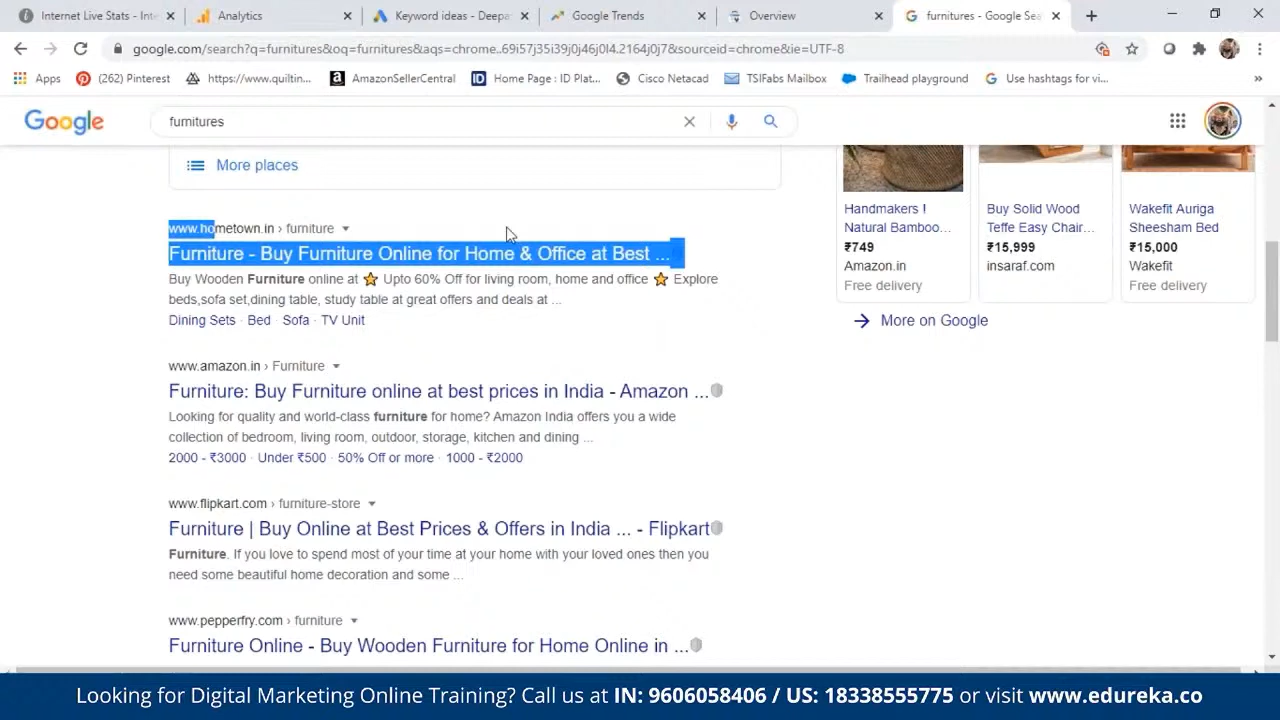 Internet Live Stats - Inte
Analytics
Keyword ideas - Deepa
Google Trends
Overview
furnitures - Google Sea
google.com/search?q=furnitures&oq=furnitures&aqs=chrome..69i57j35i39j0j46j0l4.2164j0j7&sourceid=chrome&ie=UTF-8
Apps
(262) Pinterest
https://www.quiltin...
AmazonSellerCentral
Home Page : ID Plat...
Cisco Netacad
TSIFabs Mailbox
Trailhead playground
Use hashtags for vi...
»
Google
furnitures
More places
www.hometown.in › furniture
Furniture - Buy Furniture Online for Home & Office at Best ...
Buy Wooden Furniture online at ⭐ Upto 60% Off for living room, home and office ⭐ Explore
beds,sofa set,dining table, study table at great offers and deals at ...
Dining Sets · Bed · Sofa · TV Unit
www.amazon.in › Furniture
Furniture: Buy Furniture online at best prices in India - Amazon ...
Looking for quality and world-class furniture for home? Amazon India offers you a wide
collection of bedroom, living room, outdoor, storage, kitchen and dining ...
2000 - ₹3000 · Under ₹500 · 50% Off or more · 1000 - ₹2000
www.flipkart.com › furniture-store
Furniture | Buy Online at Best Prices & Offers in India ... - Flipkart
Furniture. If you love to spend most of your time at your home with your loved ones then you
need some beautiful home decoration and some ...
www.pepperfry.com › furniture
Furniture Online - Buy Wooden Furniture for Home Online in ...
Handmakers !
Natural Bamboo...
₹749
Amazon.in
Free delivery
Buy Solid Wood
Teffe Easy Chair...
₹15,999
insaraf.com
Wakefit Auriga
Sheesham Bed
₹15,000
Wakefit
Free delivery
More on Google
Looking for Digital Marketing Online Training? Call us at IN: 9606058406 / US: 18338555775 or visit www.edureka.co